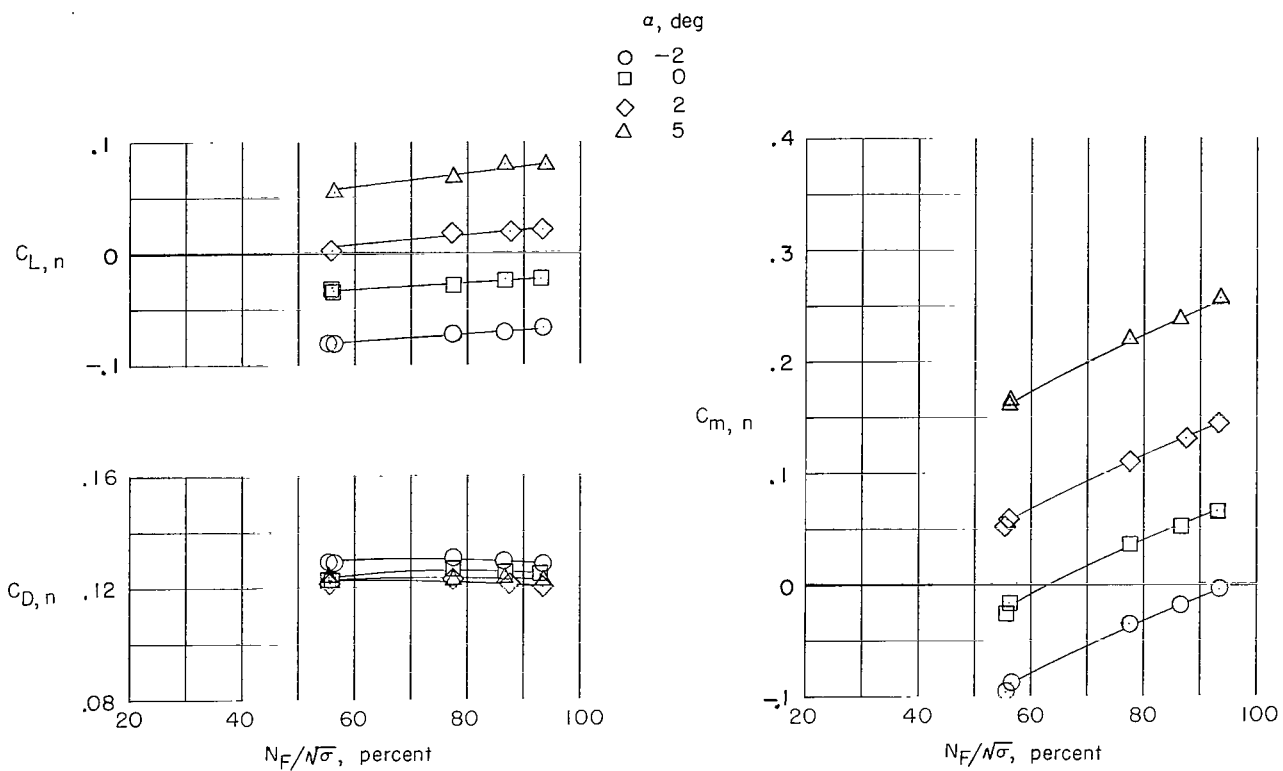 α, deg
○ -2
□ 0
◇ 2
△ 5
.1
0
-.1
C_L, n
.16
.12
.08
C_D, n
20 40 60 80 100
N_F/√σ, percent
.4
.3
.2
.1
0
-.1
C_m, n
20 40 60 80 100
N_F/√σ, percent